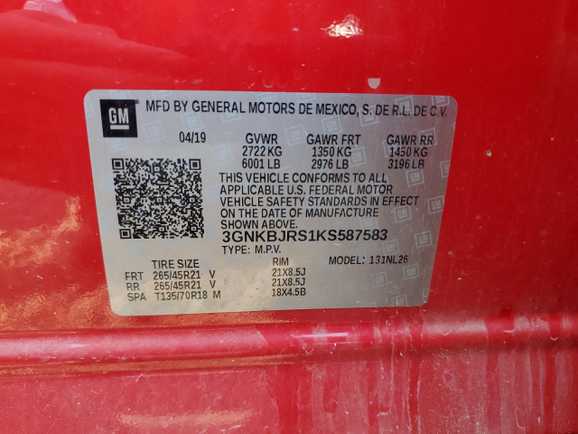 GM
MFD BY GENERAL MOTORS DE MEXICO, S. DE R.L. DE C.V.
04/19 GVWR GAWR FRT GAWR RR
2722 KG 1350 KG 1450 KG
6001 LB 2976 LB 3196 LB
THIS VEHICLE CONFORMS TO ALL
APPLICABLE U.S. FEDERAL MOTOR
VEHICLE SAFETY STANDARDS IN EFFECT
ON THE DATE OF MANUFACTURE
SHOWN ABOVE.
3GNKBJRS1KS587583
TYPE: M.P.V. MODEL: 131NL26
TIRE SIZE RIM
FRT 265/45R21 V 21X8.5J
RR 265/45R21 V 21X8.5J
SPA T135/70R18 M 18X4.5B